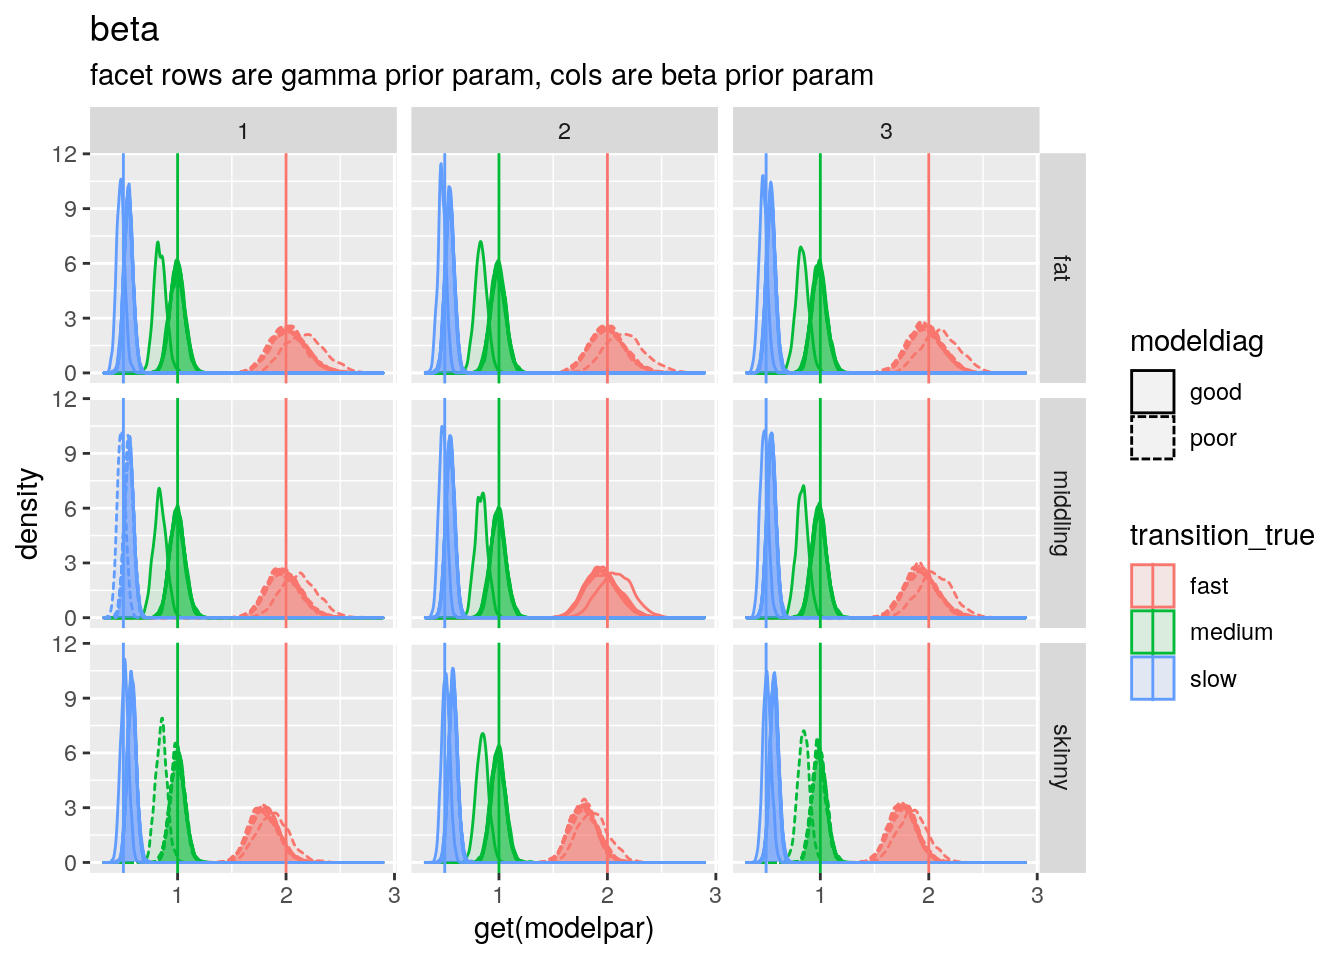 beta
facet rows are gamma prior param, cols are beta prior param
1 2 3
12
9
6
3
0
fat
12
9
6
3
0
middling
12
9
6
3
0
skinny
1 2 3 1 2 3 1 2 3
get(modelpar)
density
modeldiag
good
poor
transition_true
fast
medium
slow